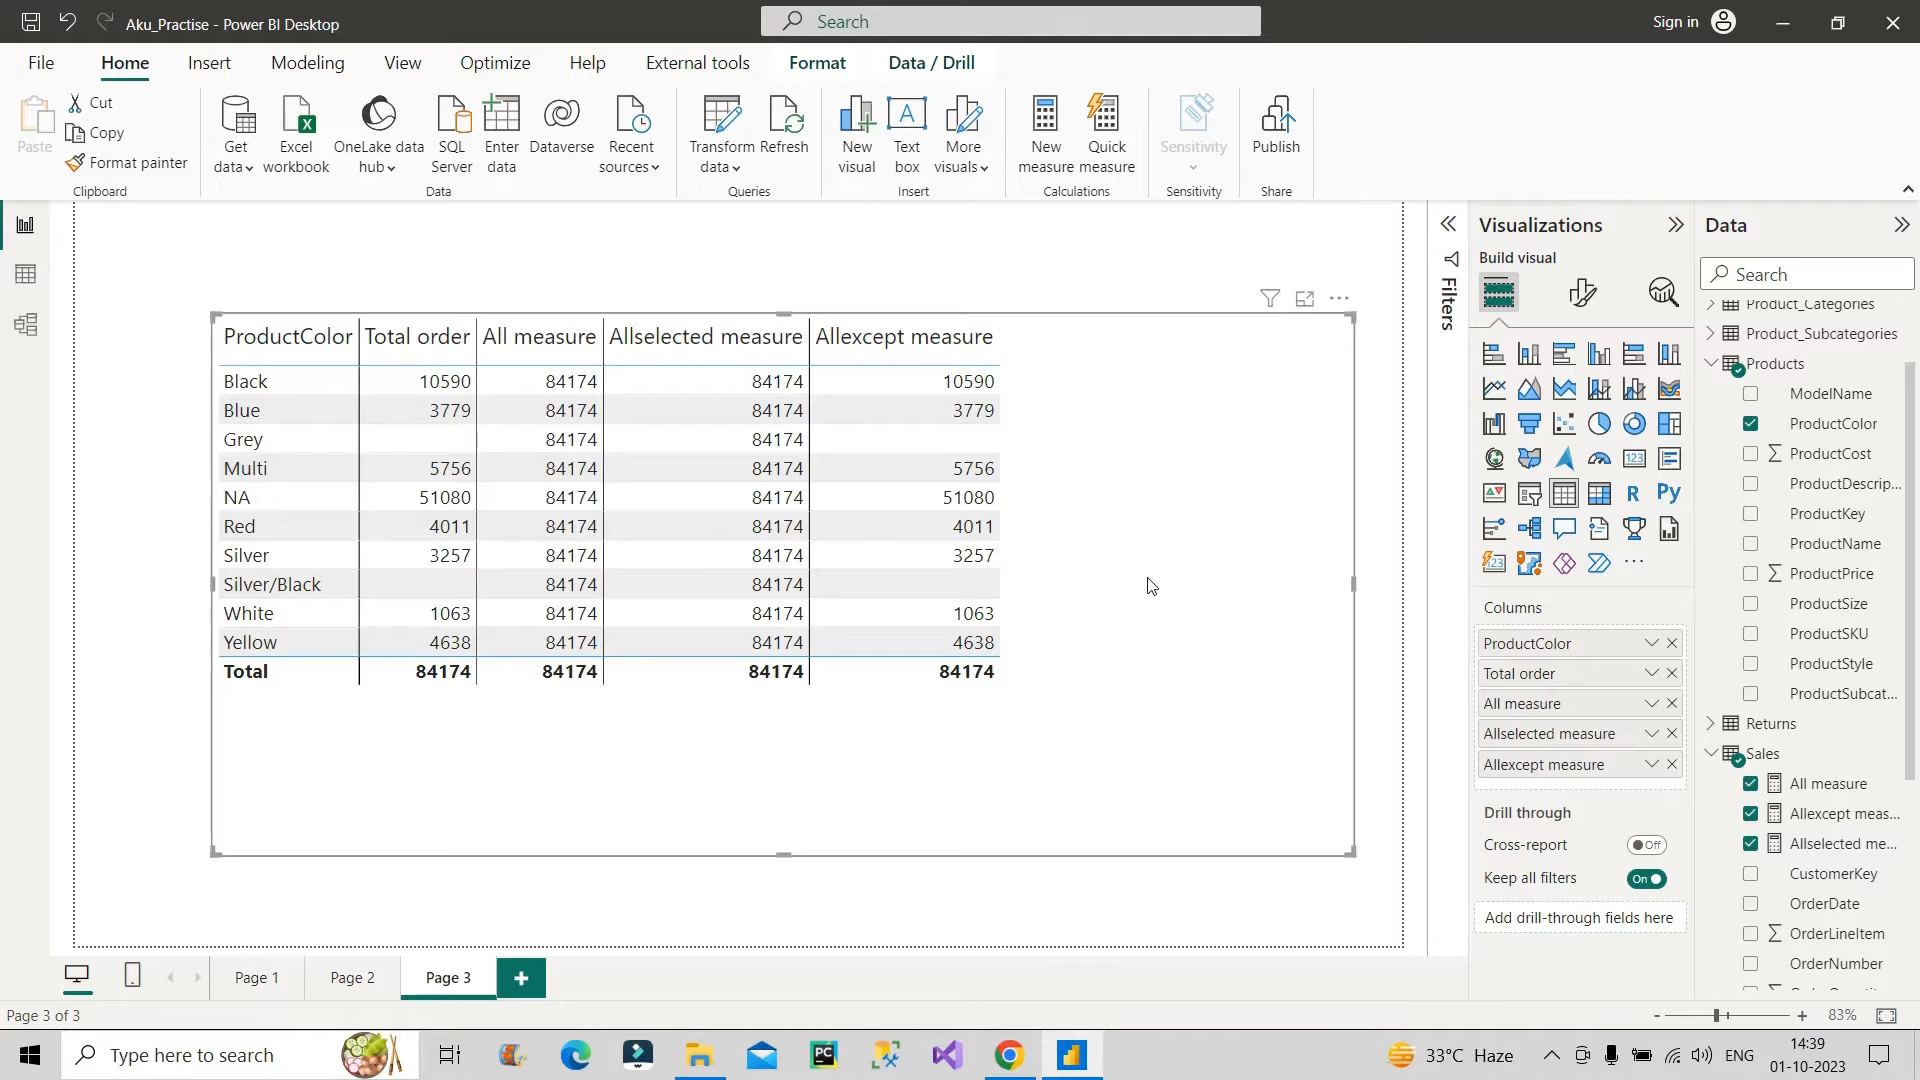 Aku_Practise - Power BI Desktop
Search
Sign in
File Home Insert Modeling View Optimize Help External tools Format Data / Drill
Paste
Cut
Copy
Format painter
Clipboard
Get data
Excel workbook
OneLake data hub
SQL Server
Enter data
Dataverse
Recent sources
Data
Transform data
Refresh
Queries
New visual
Text box
More visuals
Insert
New measure
Quick measure
Calculations
Sensitivity
Sensitivity
Publish
Share
ProductColor Total order All measure Allselected measure Allexcept measure
Black 10590 84174 84174 10590
Blue 3779 84174 84174 3779
Grey 84174 84174
Multi 5756 84174 84174 5756
NA 51080 84174 84174 51080
Red 4011 84174 84174 4011
Silver 3257 84174 84174 3257
Silver/Black 84174 84174
White 1063 84174 84174 1063
Yellow 4638 84174 84174 4638
Total 84174 84174 84174 84174
Filters
Visualizations
Build visual
123
R
Py
123
Columns
ProductColor
Total order
All measure
Allselected measure
Allexcept measure
Drill through
Cross-report Off
Keep all filters On
Add drill-through fields here
Data
Search
Product_Categories
Product_Subcategories
Products
ModelName
ProductColor
ProductCost
ProductDescrip...
ProductKey
ProductName
ProductPrice
ProductSize
ProductSKU
ProductStyle
ProductSubcat...
Returns
Sales
All measure
Allexcept meas...
Allselected me...
CustomerKey
OrderDate
OrderLineItem
OrderNumber
Page 1 Page 2 Page 3
Page 3 of 3
83%
Type here to search
PC
33°C Haze
ENG
14:39
01-10-2023